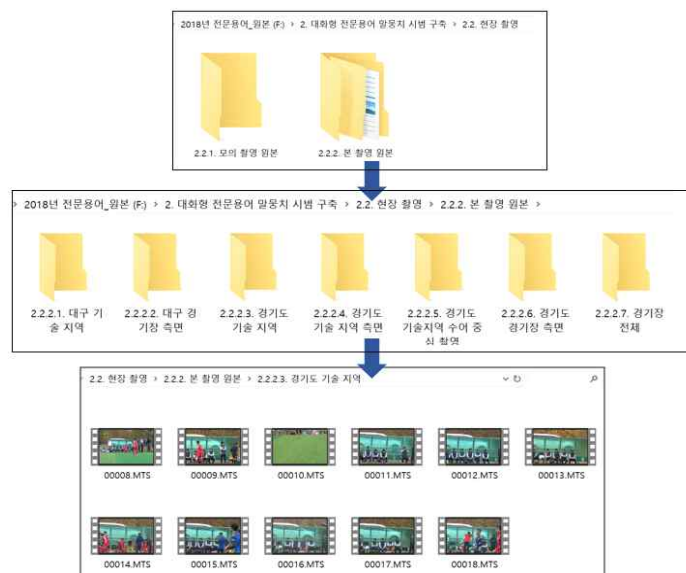 › 2018년 전문용어_원본 (F:) › 2. 대화형 전문용어 말뭉치 시범 구축 › 2.2. 현장 촬영
2.2.1. 모의 촬영 원본
2.2.2. 본 촬영 원본
› 2018년 전문용어_원본 (F:) › 2. 대화형 전문용어 말뭉치 시범 구축 › 2.2. 현장 촬영 › 2.2.2. 본 촬영 원본 ›
2.2.2.1. 대구 기
술 지역
2.2.2.2. 대구 경
기장 측면
2.2.2.3. 경기도
기술 지역
2.2.2.4. 경기도
기술 지역 측면
2.2.2.5. 경기도
기술지역 수어 중
심 촬영
2.2.2.6. 경기도
경기장 측면
2.2.2.7. 경기장
전체
› 2.2. 현장 촬영 › 2.2.2. 본 촬영 원본 › 2.2.2.3. 경기도 기술 지역
00008.MTS
00009.MTS
00010.MTS
00011.MTS
00012.MTS
00013.MTS
00014.MTS
00015.MTS
00016.MTS
00017.MTS
00018.MTS